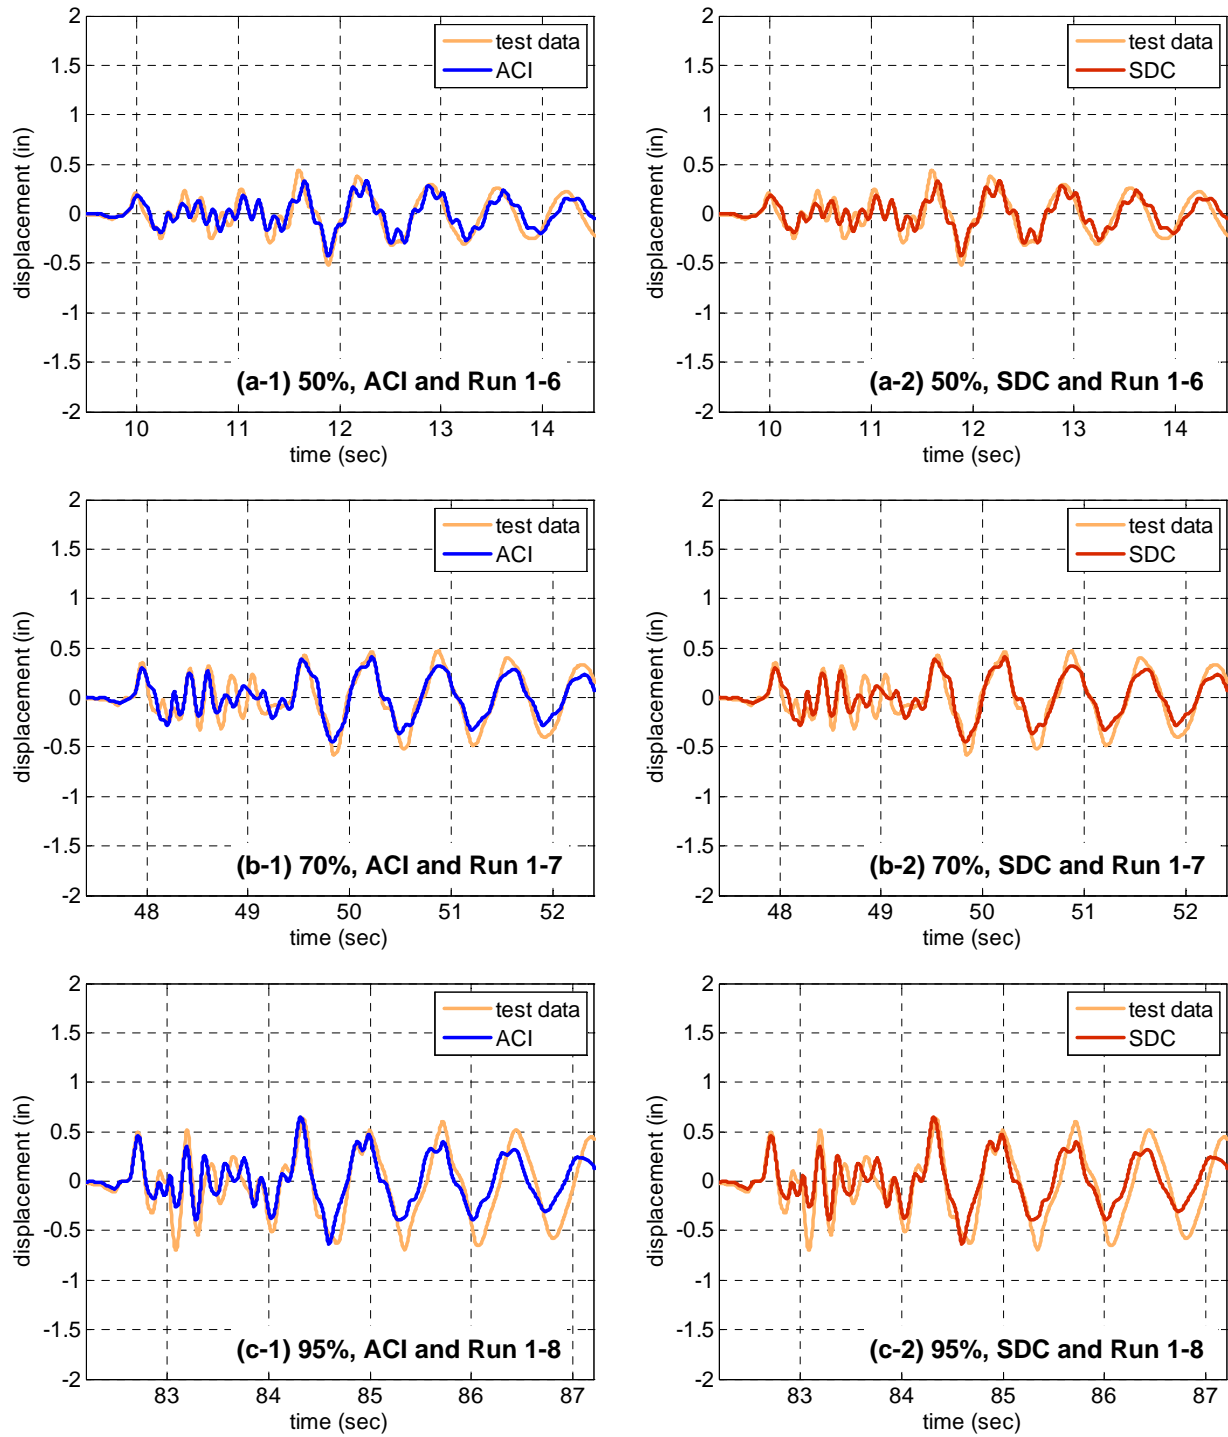 2
1.5
1
0.5
0
-0.5
-1
-1.5
-2
displacement (in)
test data
ACI
(a-1) 50%, ACI and Run 1-6
10 11 12 13 14
time (sec)
2
1.5
1
0.5
0
-0.5
-1
-1.5
-2
displacement (in)
test data
SDC
(a-2) 50%, SDC and Run 1-6
10 11 12 13 14
time (sec)
2
1.5
1
0.5
0
-0.5
-1
-1.5
-2
displacement (in)
test data
ACI
(b-1) 70%, ACI and Run 1-7
48 49 50 51 52
time (sec)
2
1.5
1
0.5
0
-0.5
-1
-1.5
-2
displacement (in)
test data
SDC
(b-2) 70%, SDC and Run 1-7
48 49 50 51 52
time (sec)
2
1.5
1
0.5
0
-0.5
-1
-1.5
-2
displacement (in)
test data
ACI
(c-1) 95%, ACI and Run 1-8
83 84 85 86 87
time (sec)
2
1.5
1
0.5
0
-0.5
-1
-1.5
-2
displacement (in)
test data
SDC
(c-2) 95%, SDC and Run 1-8
83 84 85 86 87
time (sec)